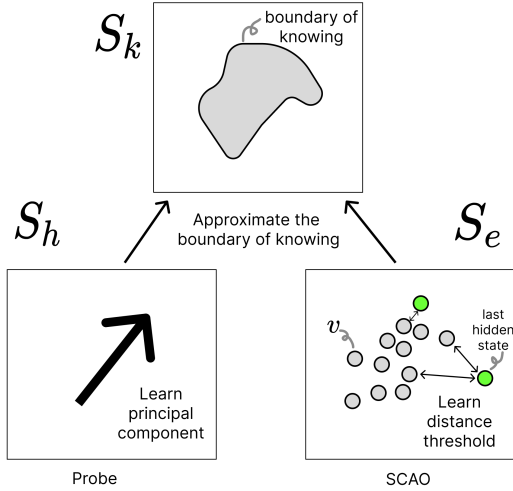 S_k
boundary of
knowing
S_h
Approximate the
boundary of knowing
S_e
Learn
principal
component
v
last
hidden
state
Learn
distance
threshold
Probe
SCAO